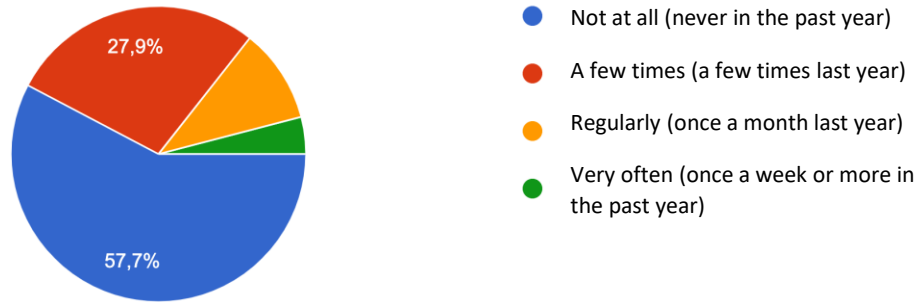 27,9%
57,7%
Not at all (never in the past year)
A few times (a few times last year)
Regularly (once a month last year)
Very often (once a week or more in
the past year)